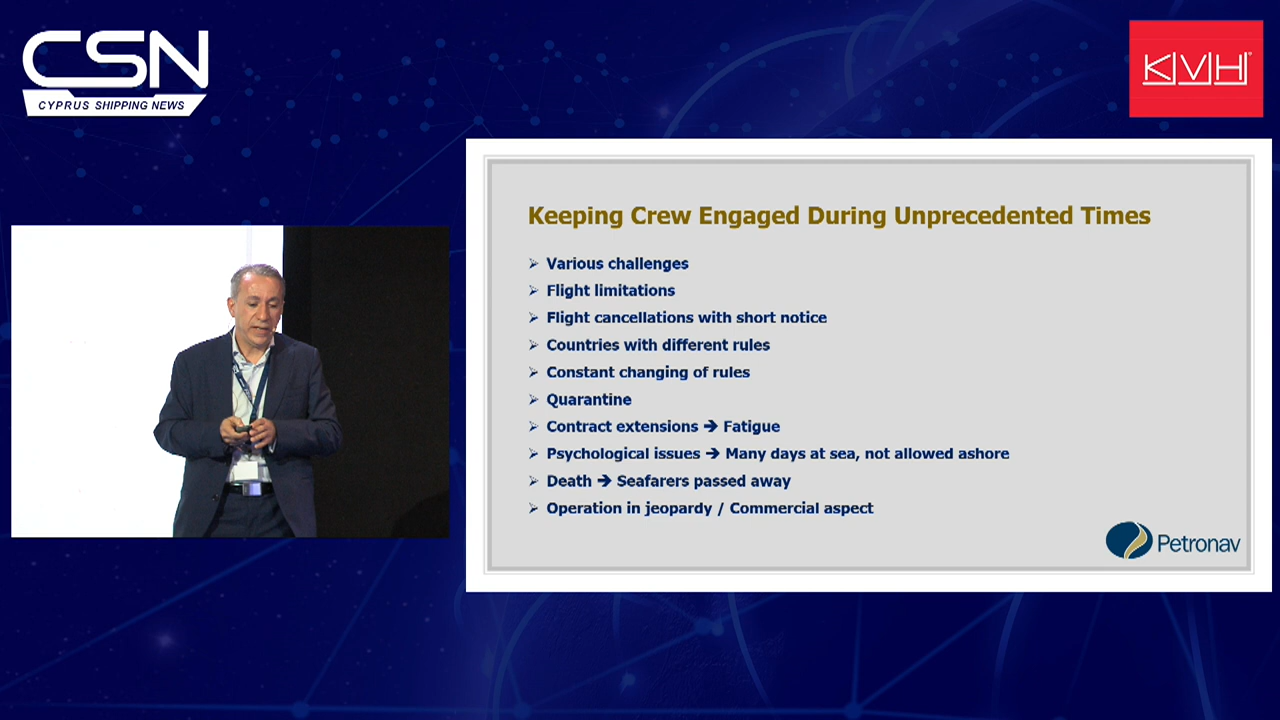 CSN
CYPRUS SHIPPING NEWS
KVH
Keeping Crew Engaged During Unprecedented Times
➢ Various challenges
➢ Flight limitations
➢ Flight cancellations with short notice
➢ Countries with different rules
➢ Constant changing of rules
➢ Quarantine
➢ Contract extensions ➔ Fatigue
➢ Psychological issues ➔ Many days at sea, not allowed ashore
➢ Death ➔ Seafarers passed away
➢ Operation in jeopardy / Commercial aspect
Petronav